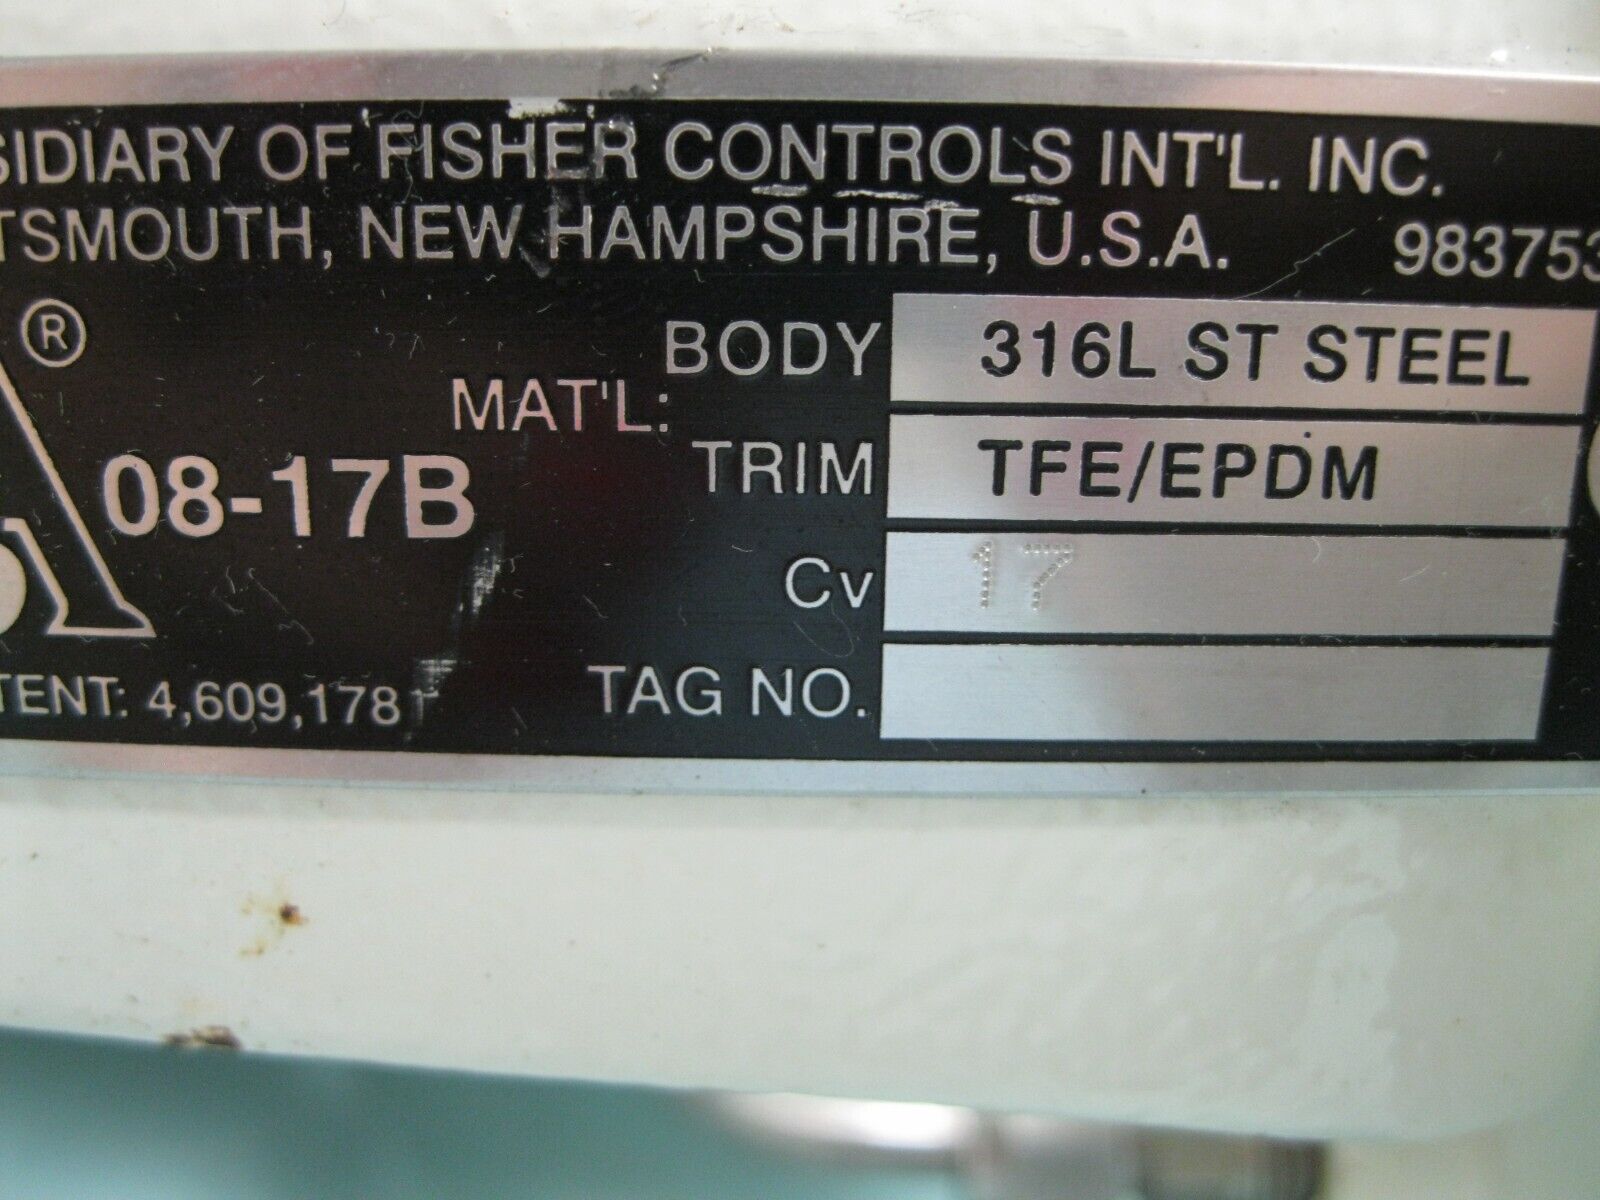 SIDIARY OF FISHER CONTROLS INT'L. INC.
TSMOUTH, NEW HAMPSHIRE, U.S.A. 983753
®
BODY 316L ST STEEL
MAT'L:
TRIM TFE/EPDM
08-17B
Cv 17
TENT: 4,609,178
TAG NO.